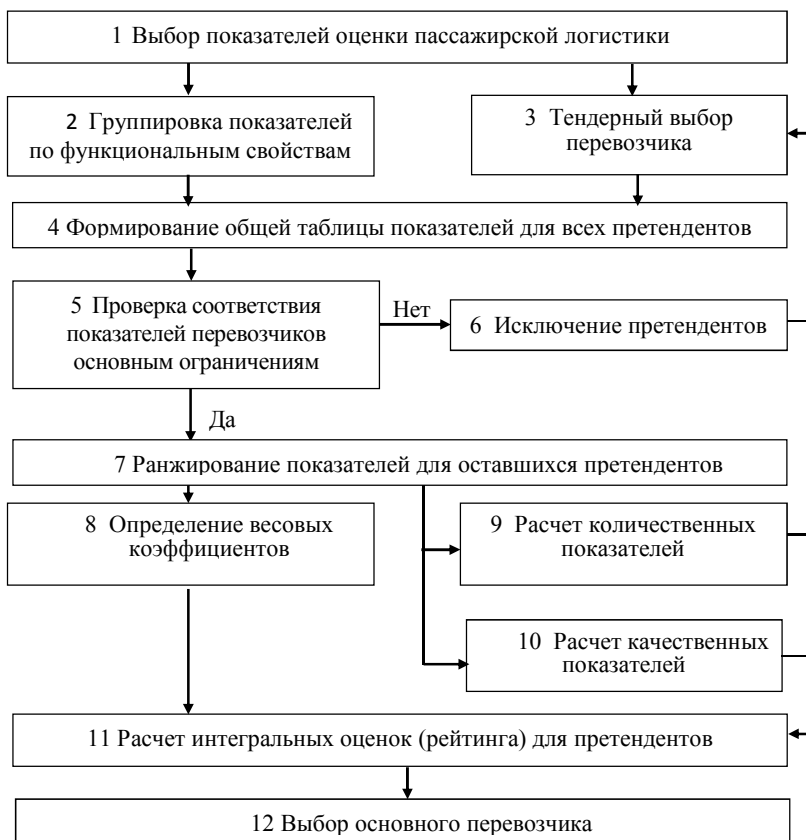 1 Выбор показателей оценки пассажирской логистики
2 Группировка показателей
по функциональным свойствам
3 Тендерный выбор
перевозчика
4 Формирование общей таблицы показателей для всех претендентов
5 Проверка соответствия
показателей перевозчиков
основным ограничениям
Нет
6 Исключение претендентов
Да
7 Ранжирование показателей для оставшихся претендентов
8 Определение весовых
коэффициентов
9 Расчет количественных
показателей
10 Расчет качественных
показателей
11 Расчет интегральных оценок (рейтинга) для претендентов
12 Выбор основного перевозчика